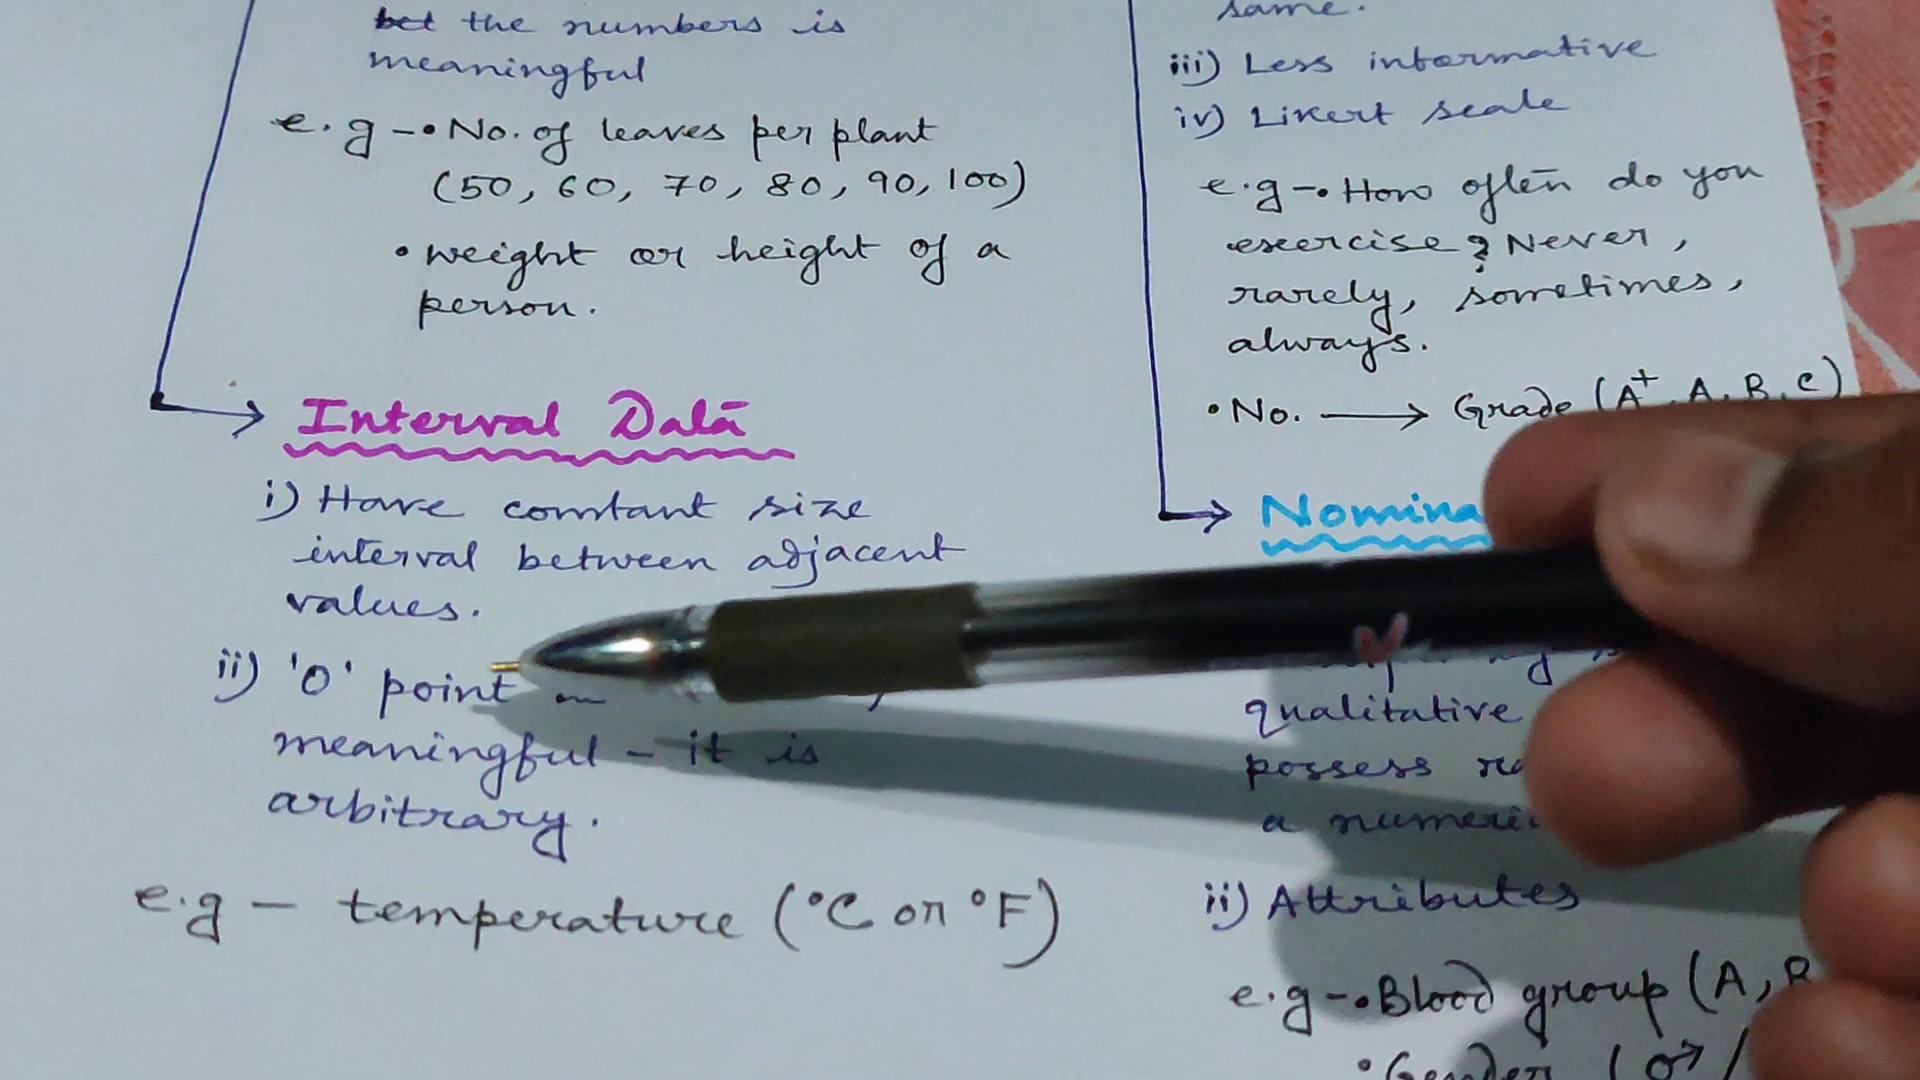 bet the numbers is
meaningful
e.g - • No. of leaves per plant
(50, 60, 70, 80, 90, 100)
• weight or height of a
person.
Interval Data
i) Have constant size
interval between adjacent
values.
ii) 'O' point
meaningful - it is
arbitrary.
e.g - temperature (°C or °F)
same.
iii) Less informative
iv) Likert scale
e.g - • How often do you
exercise? Never,
rarely, sometimes,
always.
• No. → Grade (A+, A, B, C)
qualitative
possess
a
ii) Attributes
e.g - • Blood group (A, B
• Gender (♂ /